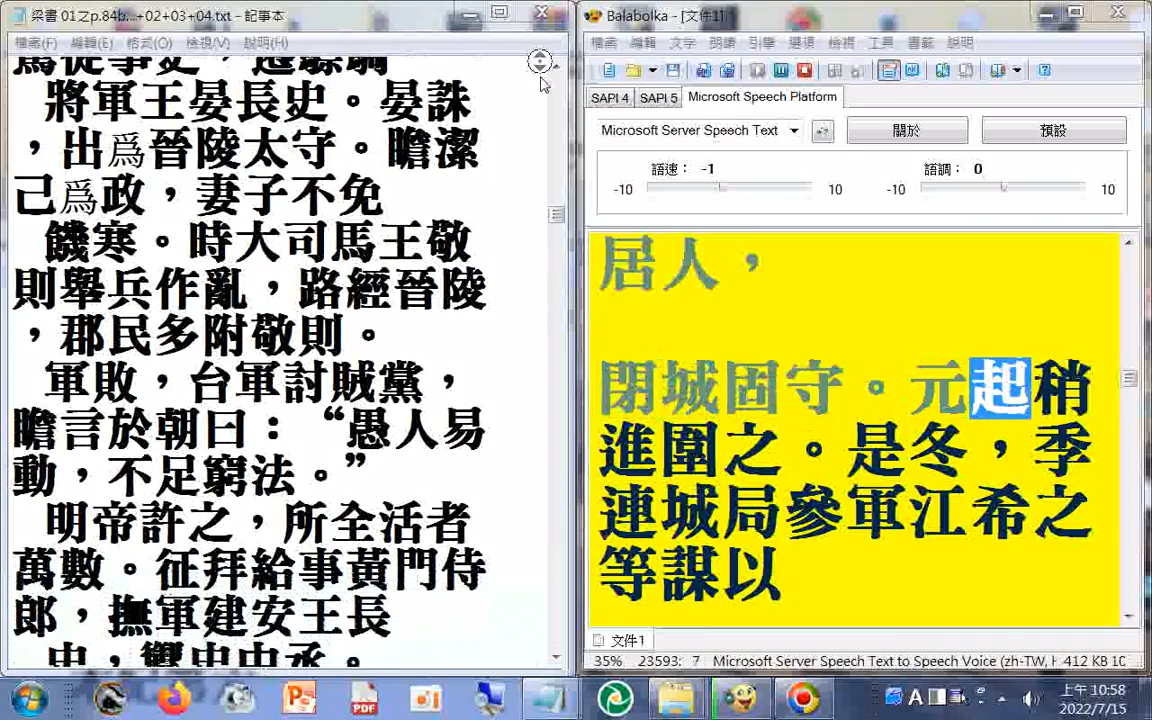 梁書 01之p.84b...+02+03+04.txt - 記事本
檔案(F) 編輯(E) 格式(O) 檢視(V) 說明(H)
將軍王晏長史。晏誅
，出爲晉陵太守。瞻潔
己爲政，妻子不免
饑寒。時大司馬王敬
則舉兵作亂，路經晉陵
，郡民多附敬則。
軍敗，台軍討賊黨，
瞻言於朝曰：“愚人易
動，不足窮法。”
明帝許之，所全活者
萬數。征拜給事黃門侍
郎，撫軍建安王長
史，御史中丞。
Balabolka - [文件1]
檔案 編輯 文字 朗讀 引擎 選項 檢視 工具 書籤 說明
SAPI 4 SAPI 5 Microsoft Speech Platform
Microsoft Server Speech Text 關於 預設
語速： -1 語調： 0
-10 10 -10 10
居人，
閉城固守。元起稍
進圍之。是冬，季
連城局參軍江希之
等謀以
文件1
35% 23593: 7 Microsoft Server Speech Text to Speech Voice (zh-TW, H 412 KB 10
上午 10:58
2022/7/15